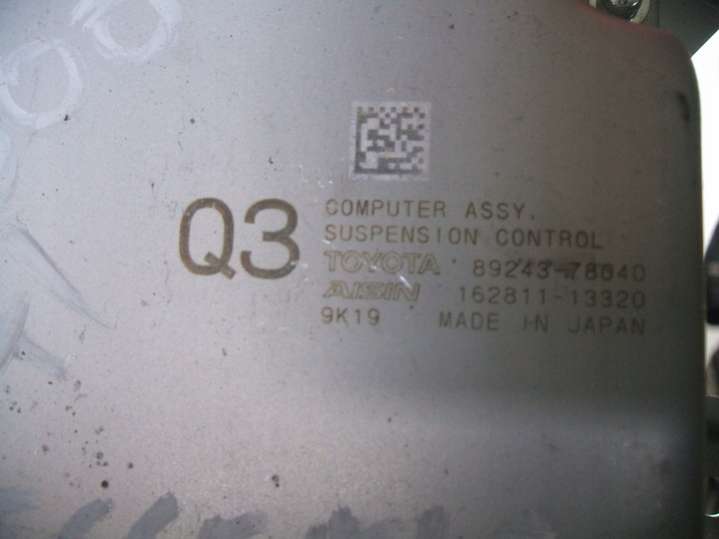 Q3
COMPUTER ASSY.
SUSPENSION CONTROL
TOYOTA 89243-78040
AISIN 162811-13320
9K19 MADE IN JAPAN